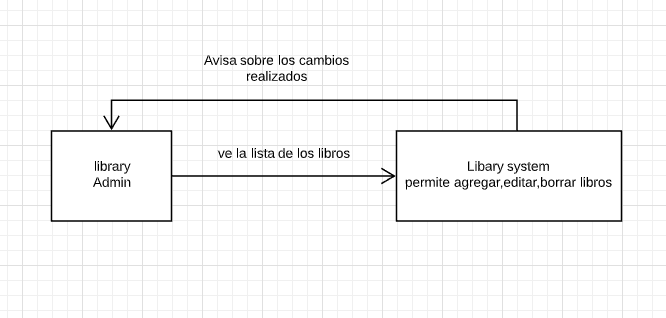 Avisa sobre los cambios
realizados
ve la lista de los libros
library
Admin
Libary system
permite agregar,editar,borrar libros